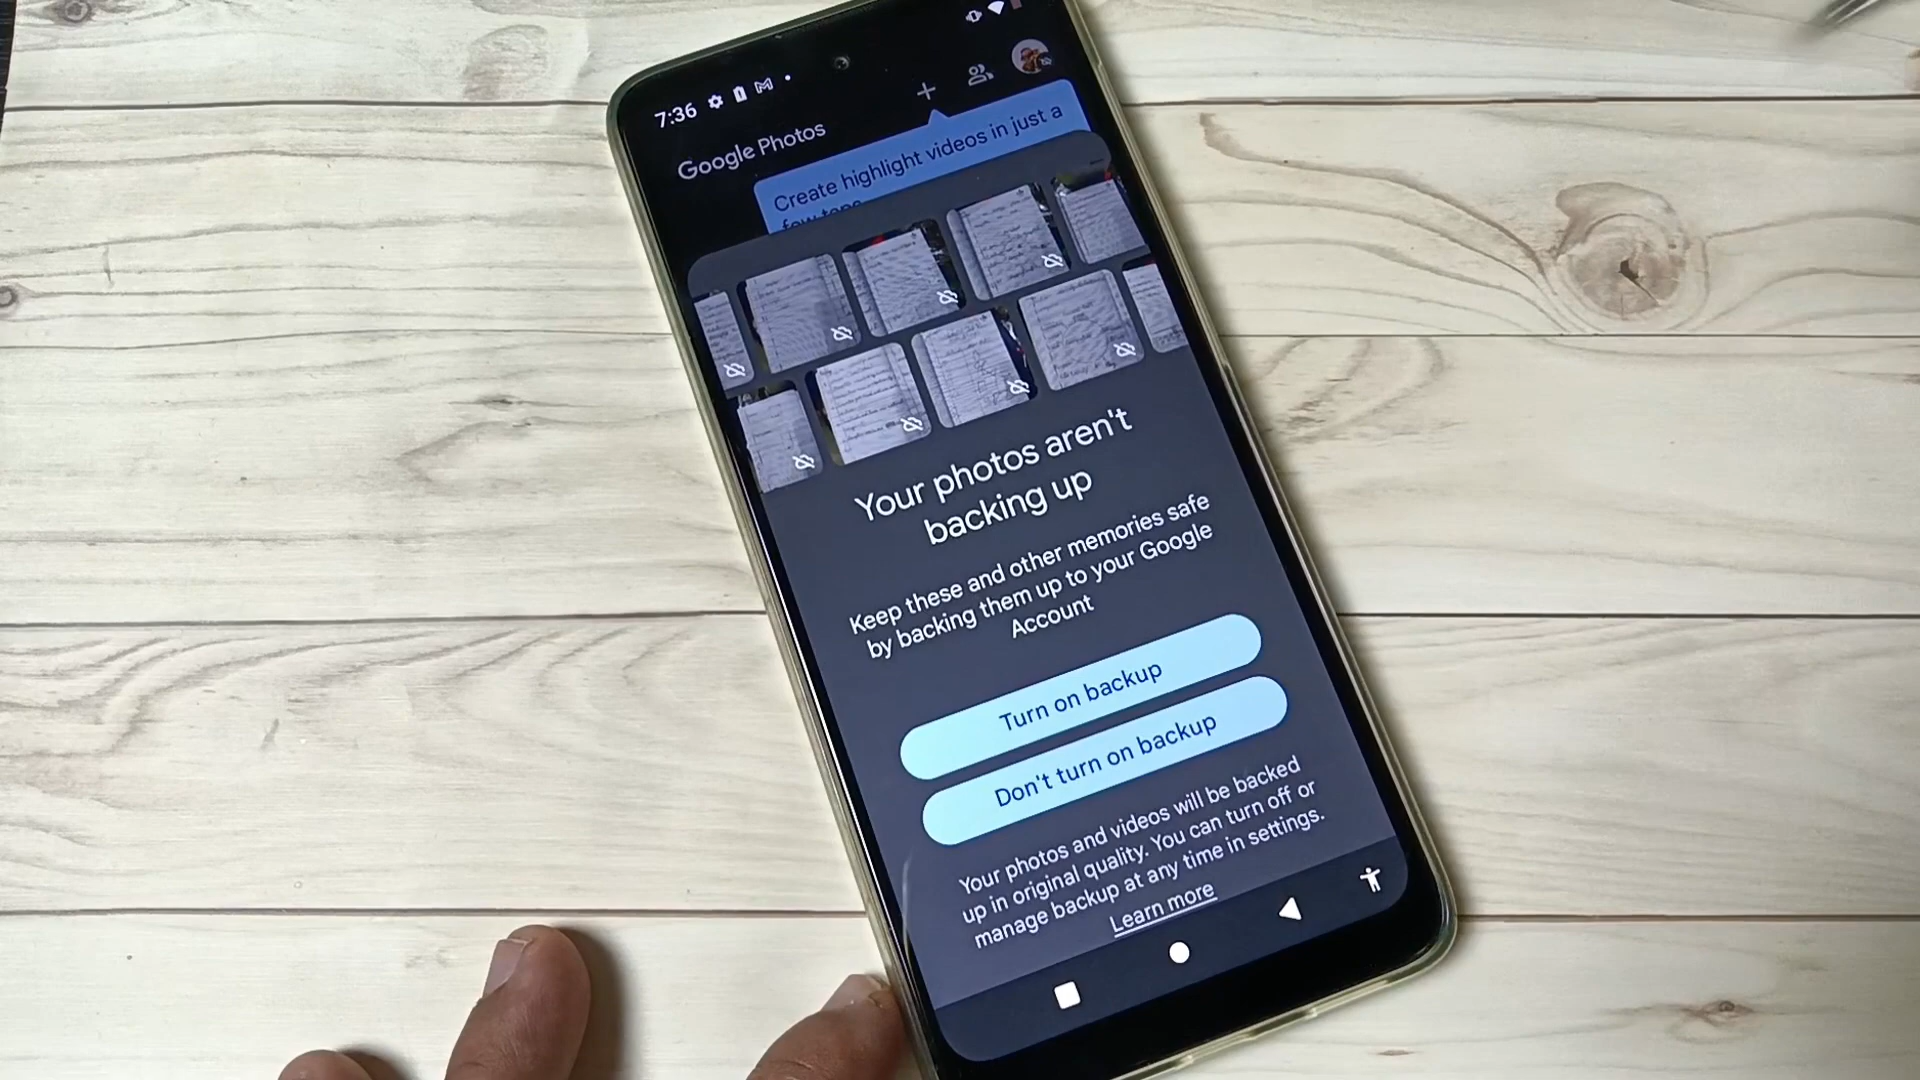 7:36
Google Photos
Create highlight videos in just a
few taps
Your photos aren't
backing up
Keep these and other memories safe
by backing them up to your Google
Account
Turn on backup
Don't turn on backup
Your photos and videos will be backed
up in original quality. You can turn off or
manage backup at any time in settings.
Learn more